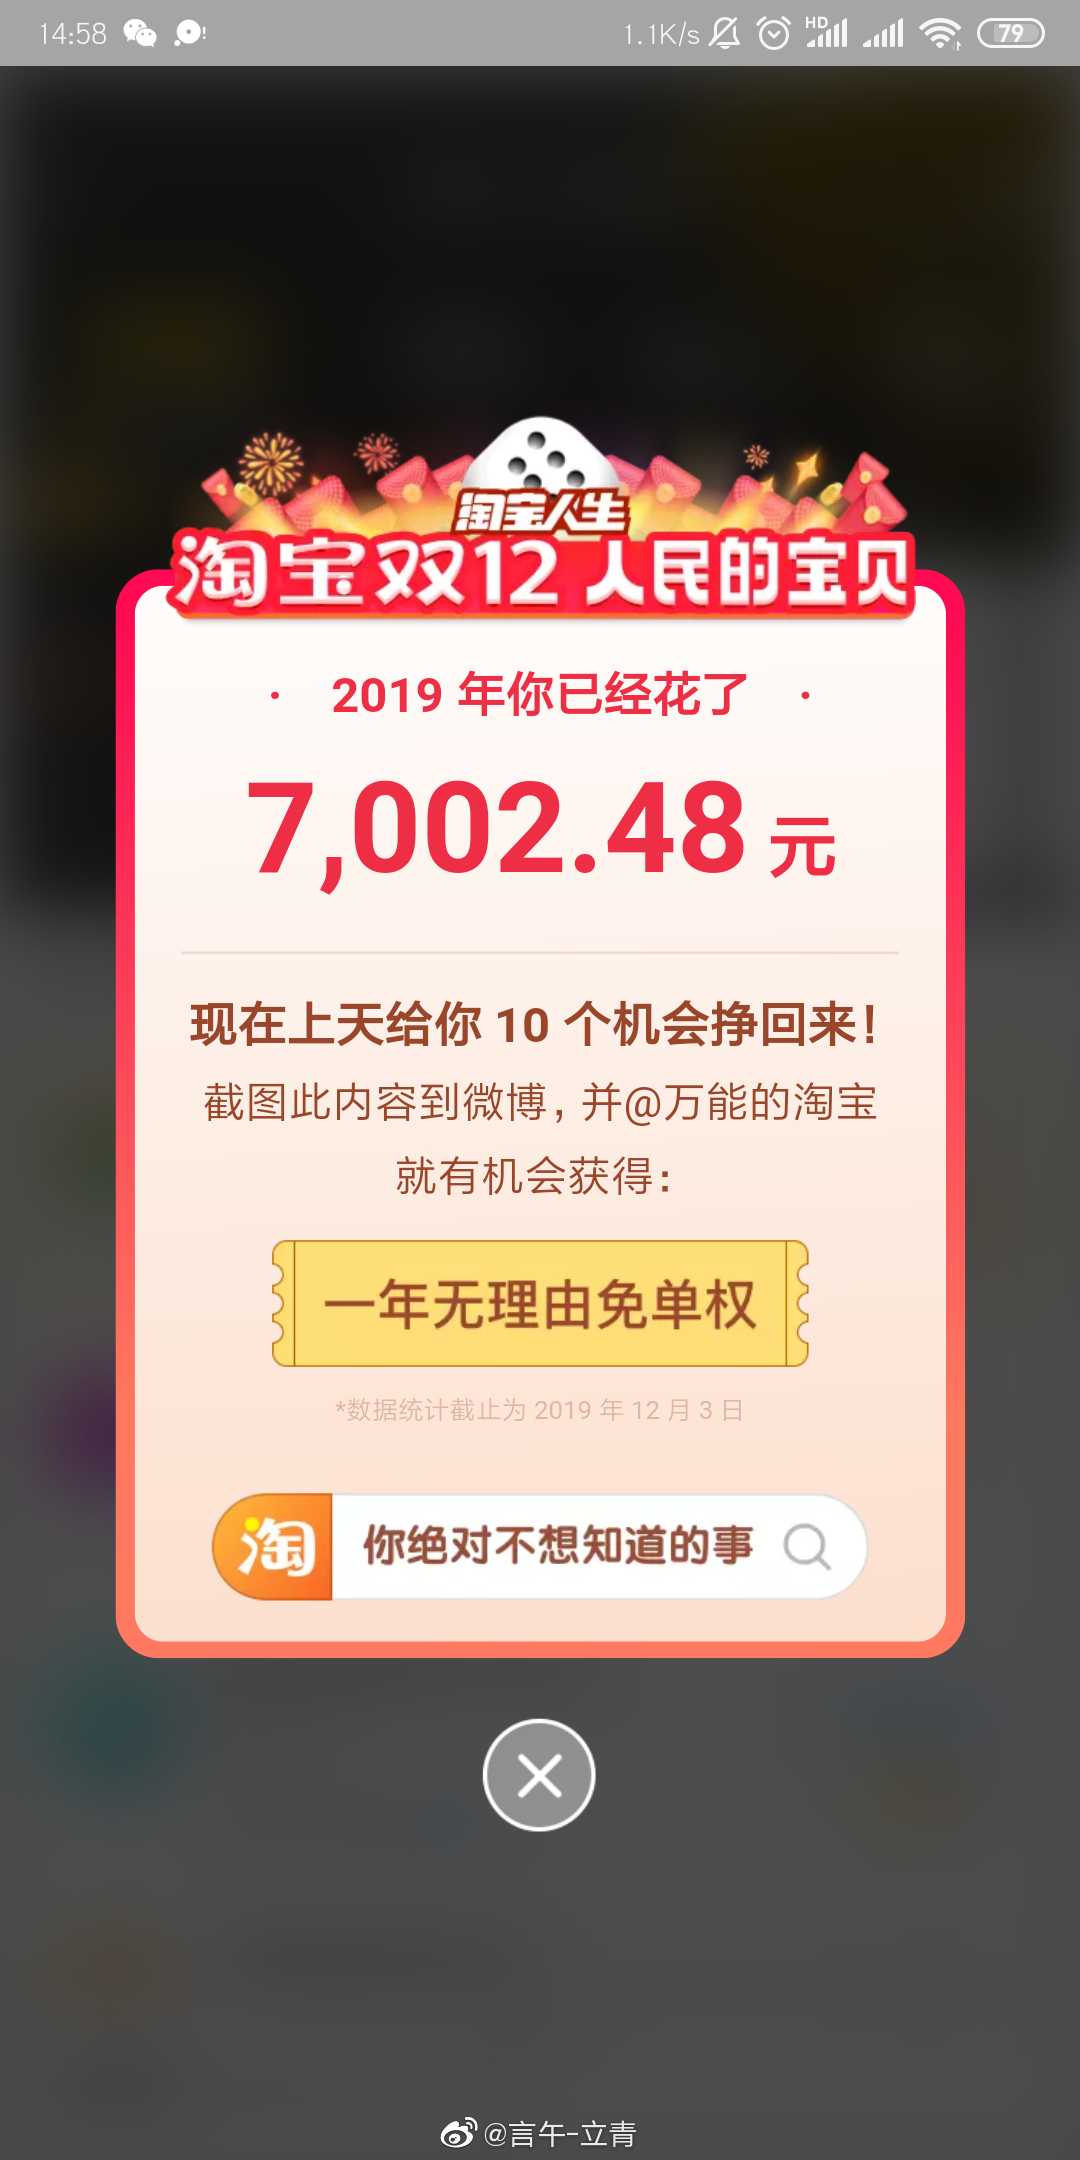 14:58
1.1K/s
HD
79
淘宝人生
淘宝双12 人民的宝贝
· 2019 年你已经花了 ·
7,002.48 元
现在上天给你 10 个机会挣回来!
截图此内容到微博, 并@万能的淘宝
就有机会获得:
一年无理由免单权
*数据统计截止为 2019 年 12 月 3 日
淘 你绝对不想知道的事
@言午-立青